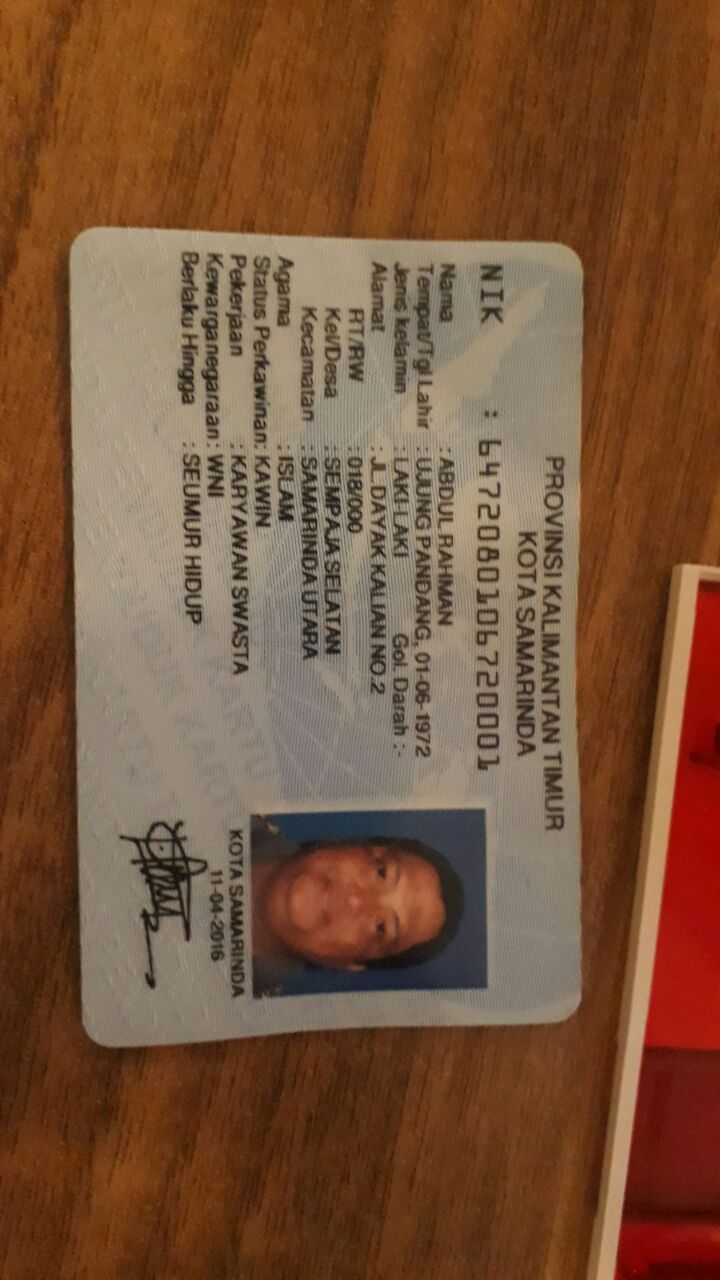 PROVINSI KALIMANTAN TIMUR
KOTA SAMARINDA
NIK : 6472080106720001
Nama : ABDUL RAHMAN
Tempat/Tgl Lahir : UJUNG PANDANG, 01-06-1972
Jenis kelamin : LAKI-LAKI Gol. Darah : -
Alamat : JL. DAYAK KALIAN NO.2
RT/RW : 018/000
Kel/Desa : SEMPAJA SELATAN
Kecamatan : SAMARINDA UTARA
Agama : ISLAM
Status Perkawinan: KAWIN
Pekerjaan : KARYAWAN SWASTA
Kewarganegaraan: WNI
Berlaku Hingga : SEUMUR HIDUP
KOTA SAMARINDA
11-04-2016